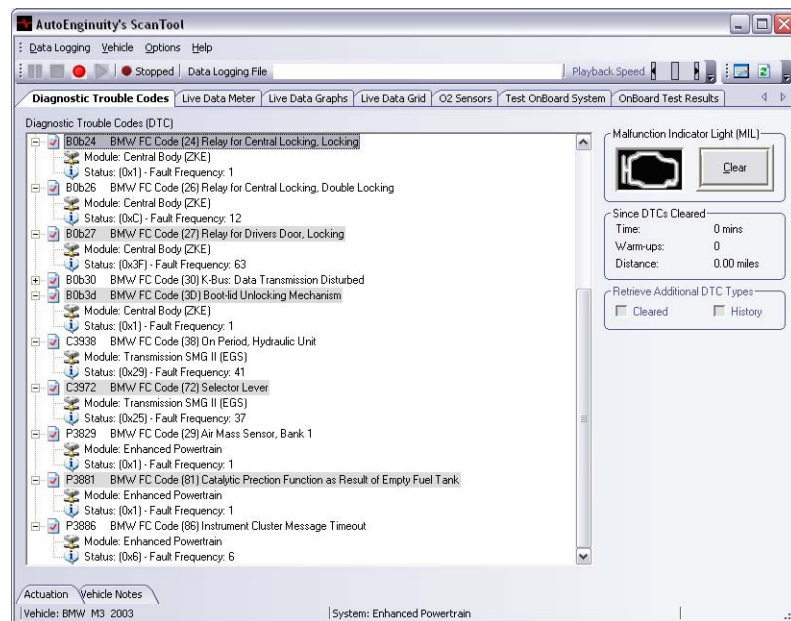 AutoEnginuity's ScanTool
Data Logging Vehicle Options Help
Stopped Data Logging File Playback Speed
Diagnostic Trouble Codes Live Data Meter Live Data Graphs Live Data Grid O2 Sensors Test OnBoard System OnBoard Test Results
Diagnostic Trouble Codes (DTC)
B0b24 BMW FC Code (24) Relay for Central Locking, Locking
Module: Central Body (ZKE)
Status: (0x1) - Fault Frequency: 1
B0b26 BMW FC Code (26) Relay for Central Locking, Double Locking
Module: Central Body (ZKE)
Status: (0xC) - Fault Frequency: 12
B0b27 BMW FC Code (27) Relay for Drivers Door, Locking
Module: Central Body (ZKE)
Status: (0x3F) - Fault Frequency: 63
B0b30 BMW FC Code (30) K-Bus: Data Transmission Disturbed
B0b3d BMW FC Code (3D) Boot-lid Unlocking Mechanism
Module: Central Body (ZKE)
Status: (0x1) - Fault Frequency: 1
C3938 BMW FC Code (38) On Period, Hydraulic Unit
Module: Transmission SMG II (EGS)
Status: (0x29) - Fault Frequency: 41
C3972 BMW FC Code (72) Selector Lever
Module: Transmission SMG II (EGS)
Status: (0x25) - Fault Frequency: 37
P3829 BMW FC Code (29) Air Mass Sensor, Bank 1
Module: Enhanced Powertrain
Status: (0x1) - Fault Frequency: 1
P3881 BMW FC Code (81) Catalytic Prection Function as Result of Empty Fuel Tank
Module: Enhanced Powertrain
Status: (0x1) - Fault Frequency: 1
P3886 BMW FC Code (86) Instrument Cluster Message Timeout
Module: Enhanced Powertrain
Status: (0x6) - Fault Frequency: 6
Malfunction Indicator Light (MIL)
Clear
Since DTCs Cleared
Time: 0 mins
Warm-ups: 0
Distance: 0.00 miles
Retrieve Additional DTC Types
Cleared History
Actuation Vehicle Notes
Vehicle: BMW M3 2003 System: Enhanced Powertrain